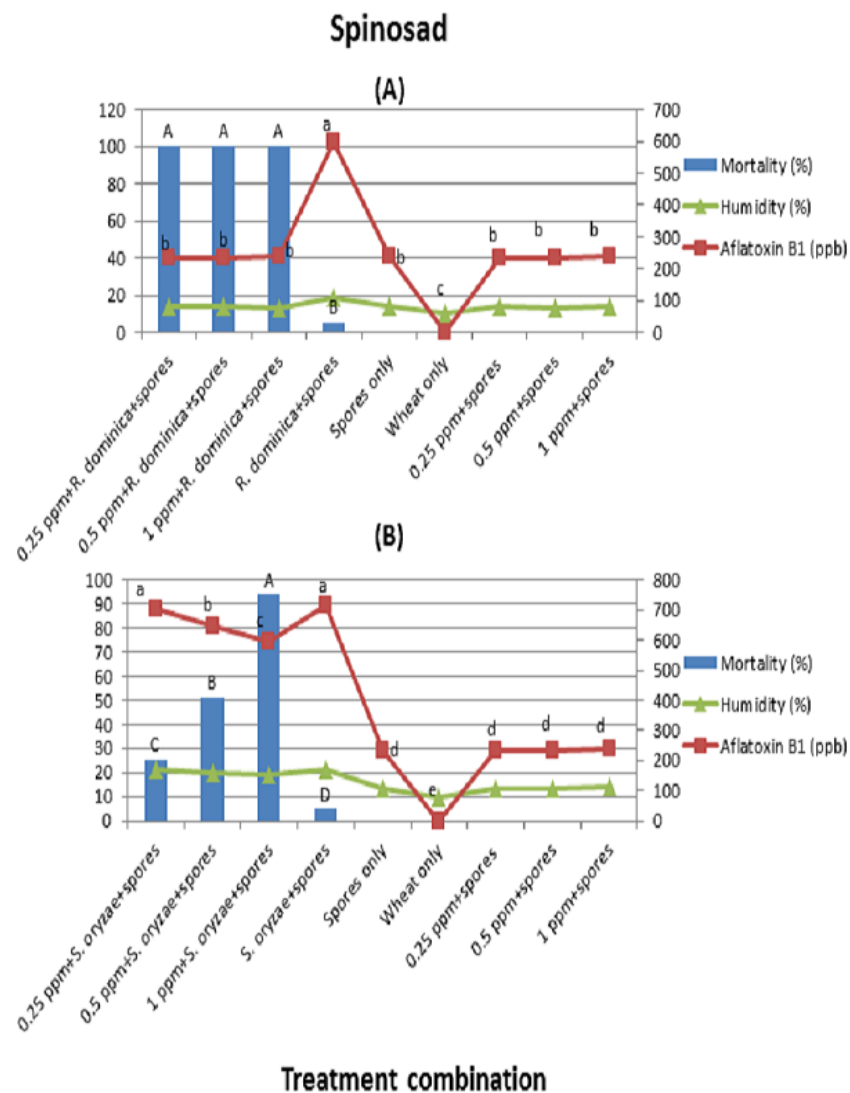 Spinosad
(A)
120
100
80
60
40
20
0
700
600
500
400
300
200
100
0
A
A
A
a
b
b
b
B
b
c
b
b
b
Mortality (%)
Humidity (%)
Aflatoxin B1 (ppb)
0.25 ppm+R. dominica+spores
0.5 ppm+R. dominica+spores
1 ppm+R. dominica+spores
R. dominica+spores
Spores only
Wheat only
0.25 ppm+spores
0.5 ppm+spores
1 ppm+spores
(B)
100
90
80
70
60
50
40
30
20
10
0
800
700
600
500
400
300
200
100
0
a
b
A
c
a
B
C
D
d
e
d
d
d
Mortality (%)
Humidity (%)
Aflatoxin B1 (ppb)
0.25 ppm+S. oryzae+spores
0.5 ppm+S. oryzae+spores
1 ppm+S. oryzae+spores
S. oryzae+spores
Spores only
Wheat only
0.25 ppm+spores
0.5 ppm+spores
1 ppm+spores
Treatment combination